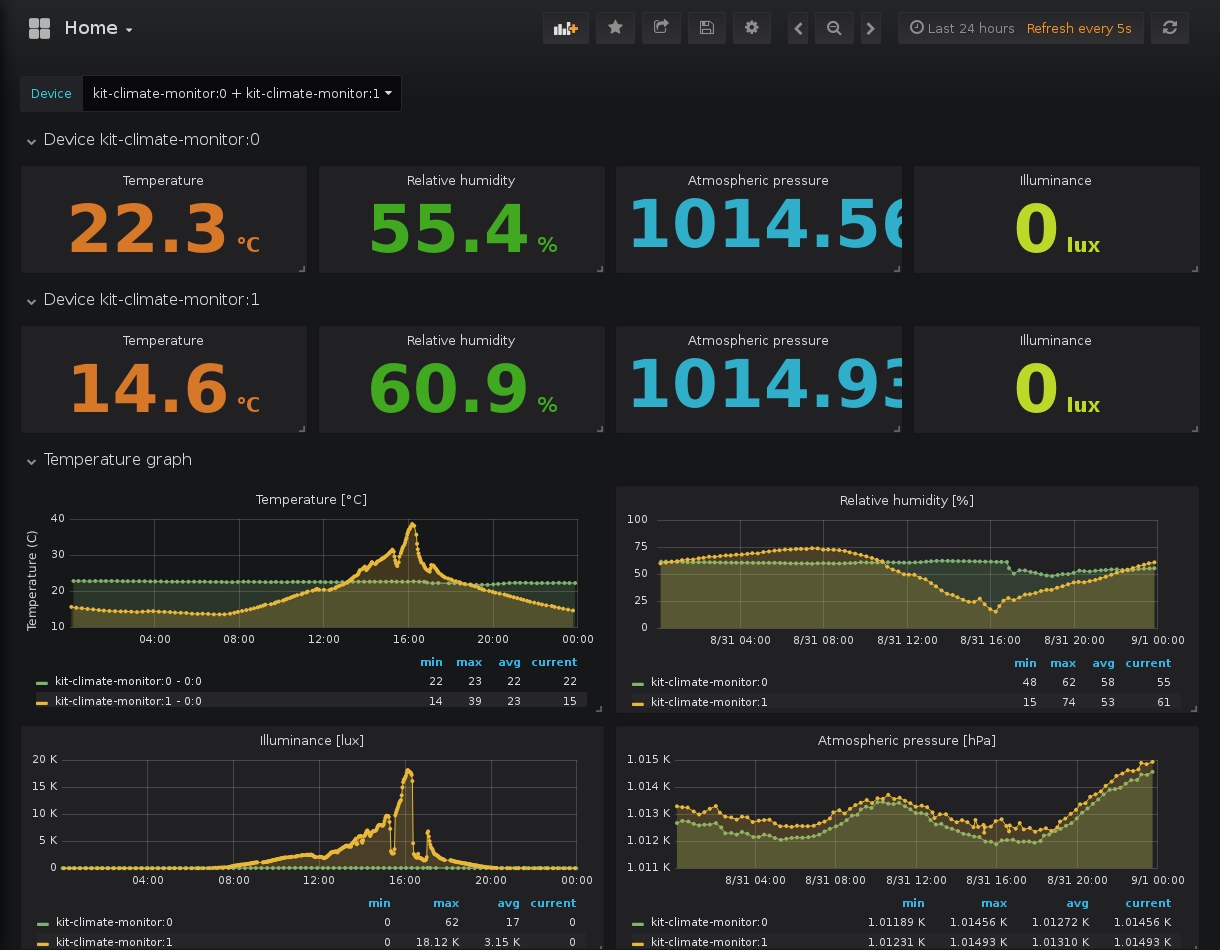 Home
Last 24 hours Refresh every 5s
Device kit-climate-monitor:0 + kit-climate-monitor:1
Device kit-climate-monitor:0
Temperature Relative humidity Atmospheric pressure Illuminance
22.3 °C 55.4 % 1014.56 0 lux
Device kit-climate-monitor:1
Temperature Relative humidity Atmospheric pressure Illuminance
14.6 °C 60.9 % 1014.93 0 lux
Temperature graph
Temperature [°C]
Temperature (C)
40
30
20
10
04:00 08:00 12:00 16:00 20:00 00:00
min max avg current
kit-climate-monitor:0 - 0:0 22 23 22 22
kit-climate-monitor:1 - 0:0 14 39 23 15
Relative humidity [%]
100
75
50
25
0
8/31 04:00 8/31 08:00 8/31 12:00 8/31 16:00 8/31 20:00 9/1 00:00
min max avg current
kit-climate-monitor:0 48 62 58 55
kit-climate-monitor:1 15 74 53 61
Illuminance [lux]
20 K
15 K
10 K
5 K
0
04:00 08:00 12:00 16:00 20:00 00:00
min max avg current
kit-climate-monitor:0 0 62 17 0
kit-climate-monitor:1 0 18.12 K 3.15 K 0
Atmospheric pressure [hPa]
1.015 K
1.014 K
1.013 K
1.012 K
1.011 K
8/31 04:00 8/31 08:00 8/31 12:00 8/31 16:00 8/31 20:00 9/1 00:00
min max avg current
kit-climate-monitor:0 1.01189 K 1.01456 K 1.01272 K 1.01456 K
kit-climate-monitor:1 1.01231 K 1.01493 K 1.01310 K 1.01493 K